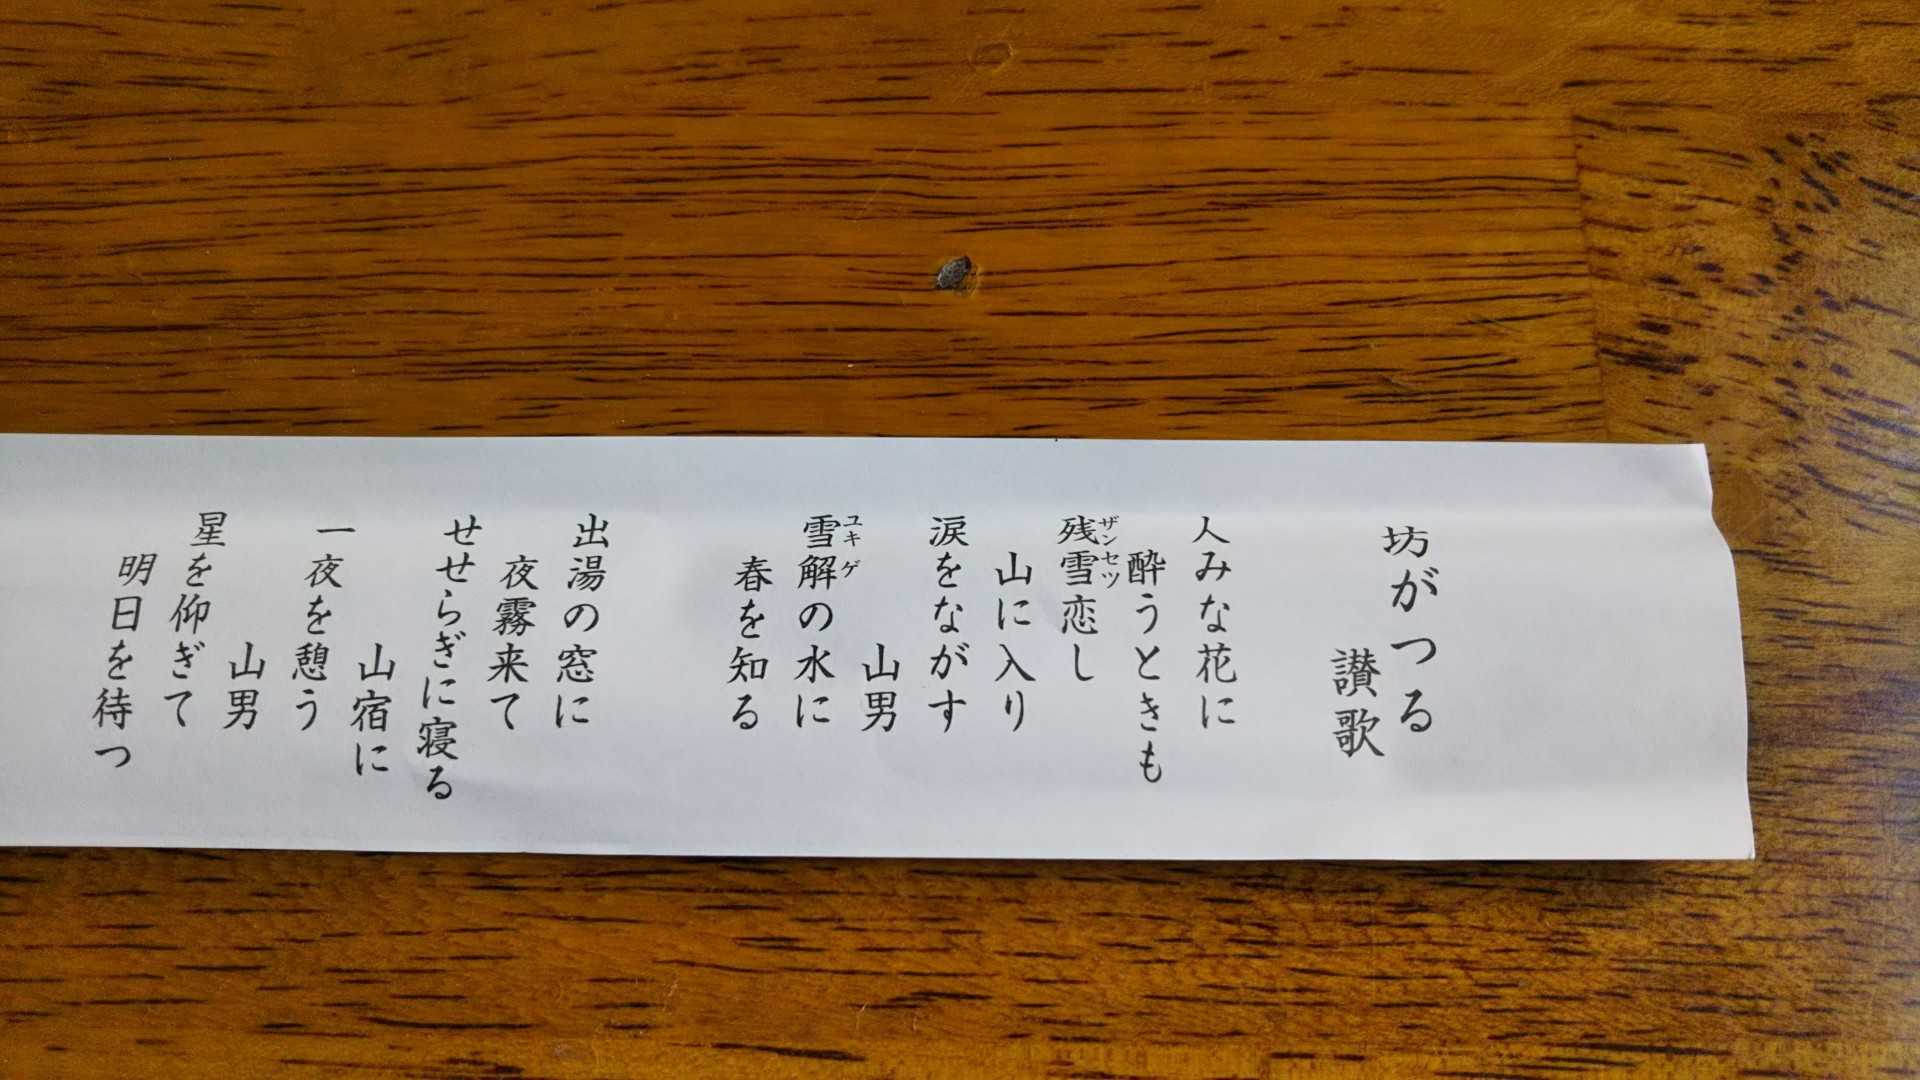 坊がつる
讃歌
人みな花に
酔うときも
残雪恋し
ザンセツ
山に入り
涙をながす
山男
雪解の水に
ユキゲ
春を知る
出湯の窓に
夜霧来て
せせらぎに寝る
山宿に
一夜を憩う
山男
星を仰ぎて
明日を待つ